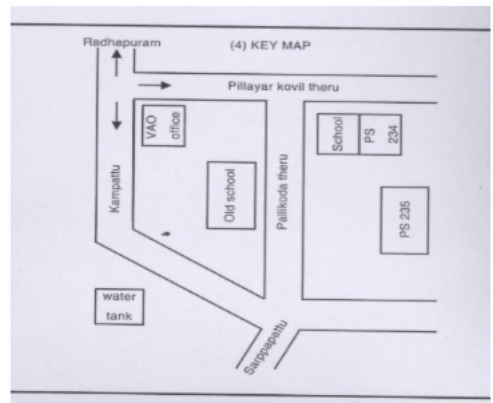 Radhapuram
(4) KEY MAP
Pillayar kovil theru
VAO
office
School
PS
234
Kampattu
Old school
Pallikoda theru
PS 235
water
tank
Sarppapattu